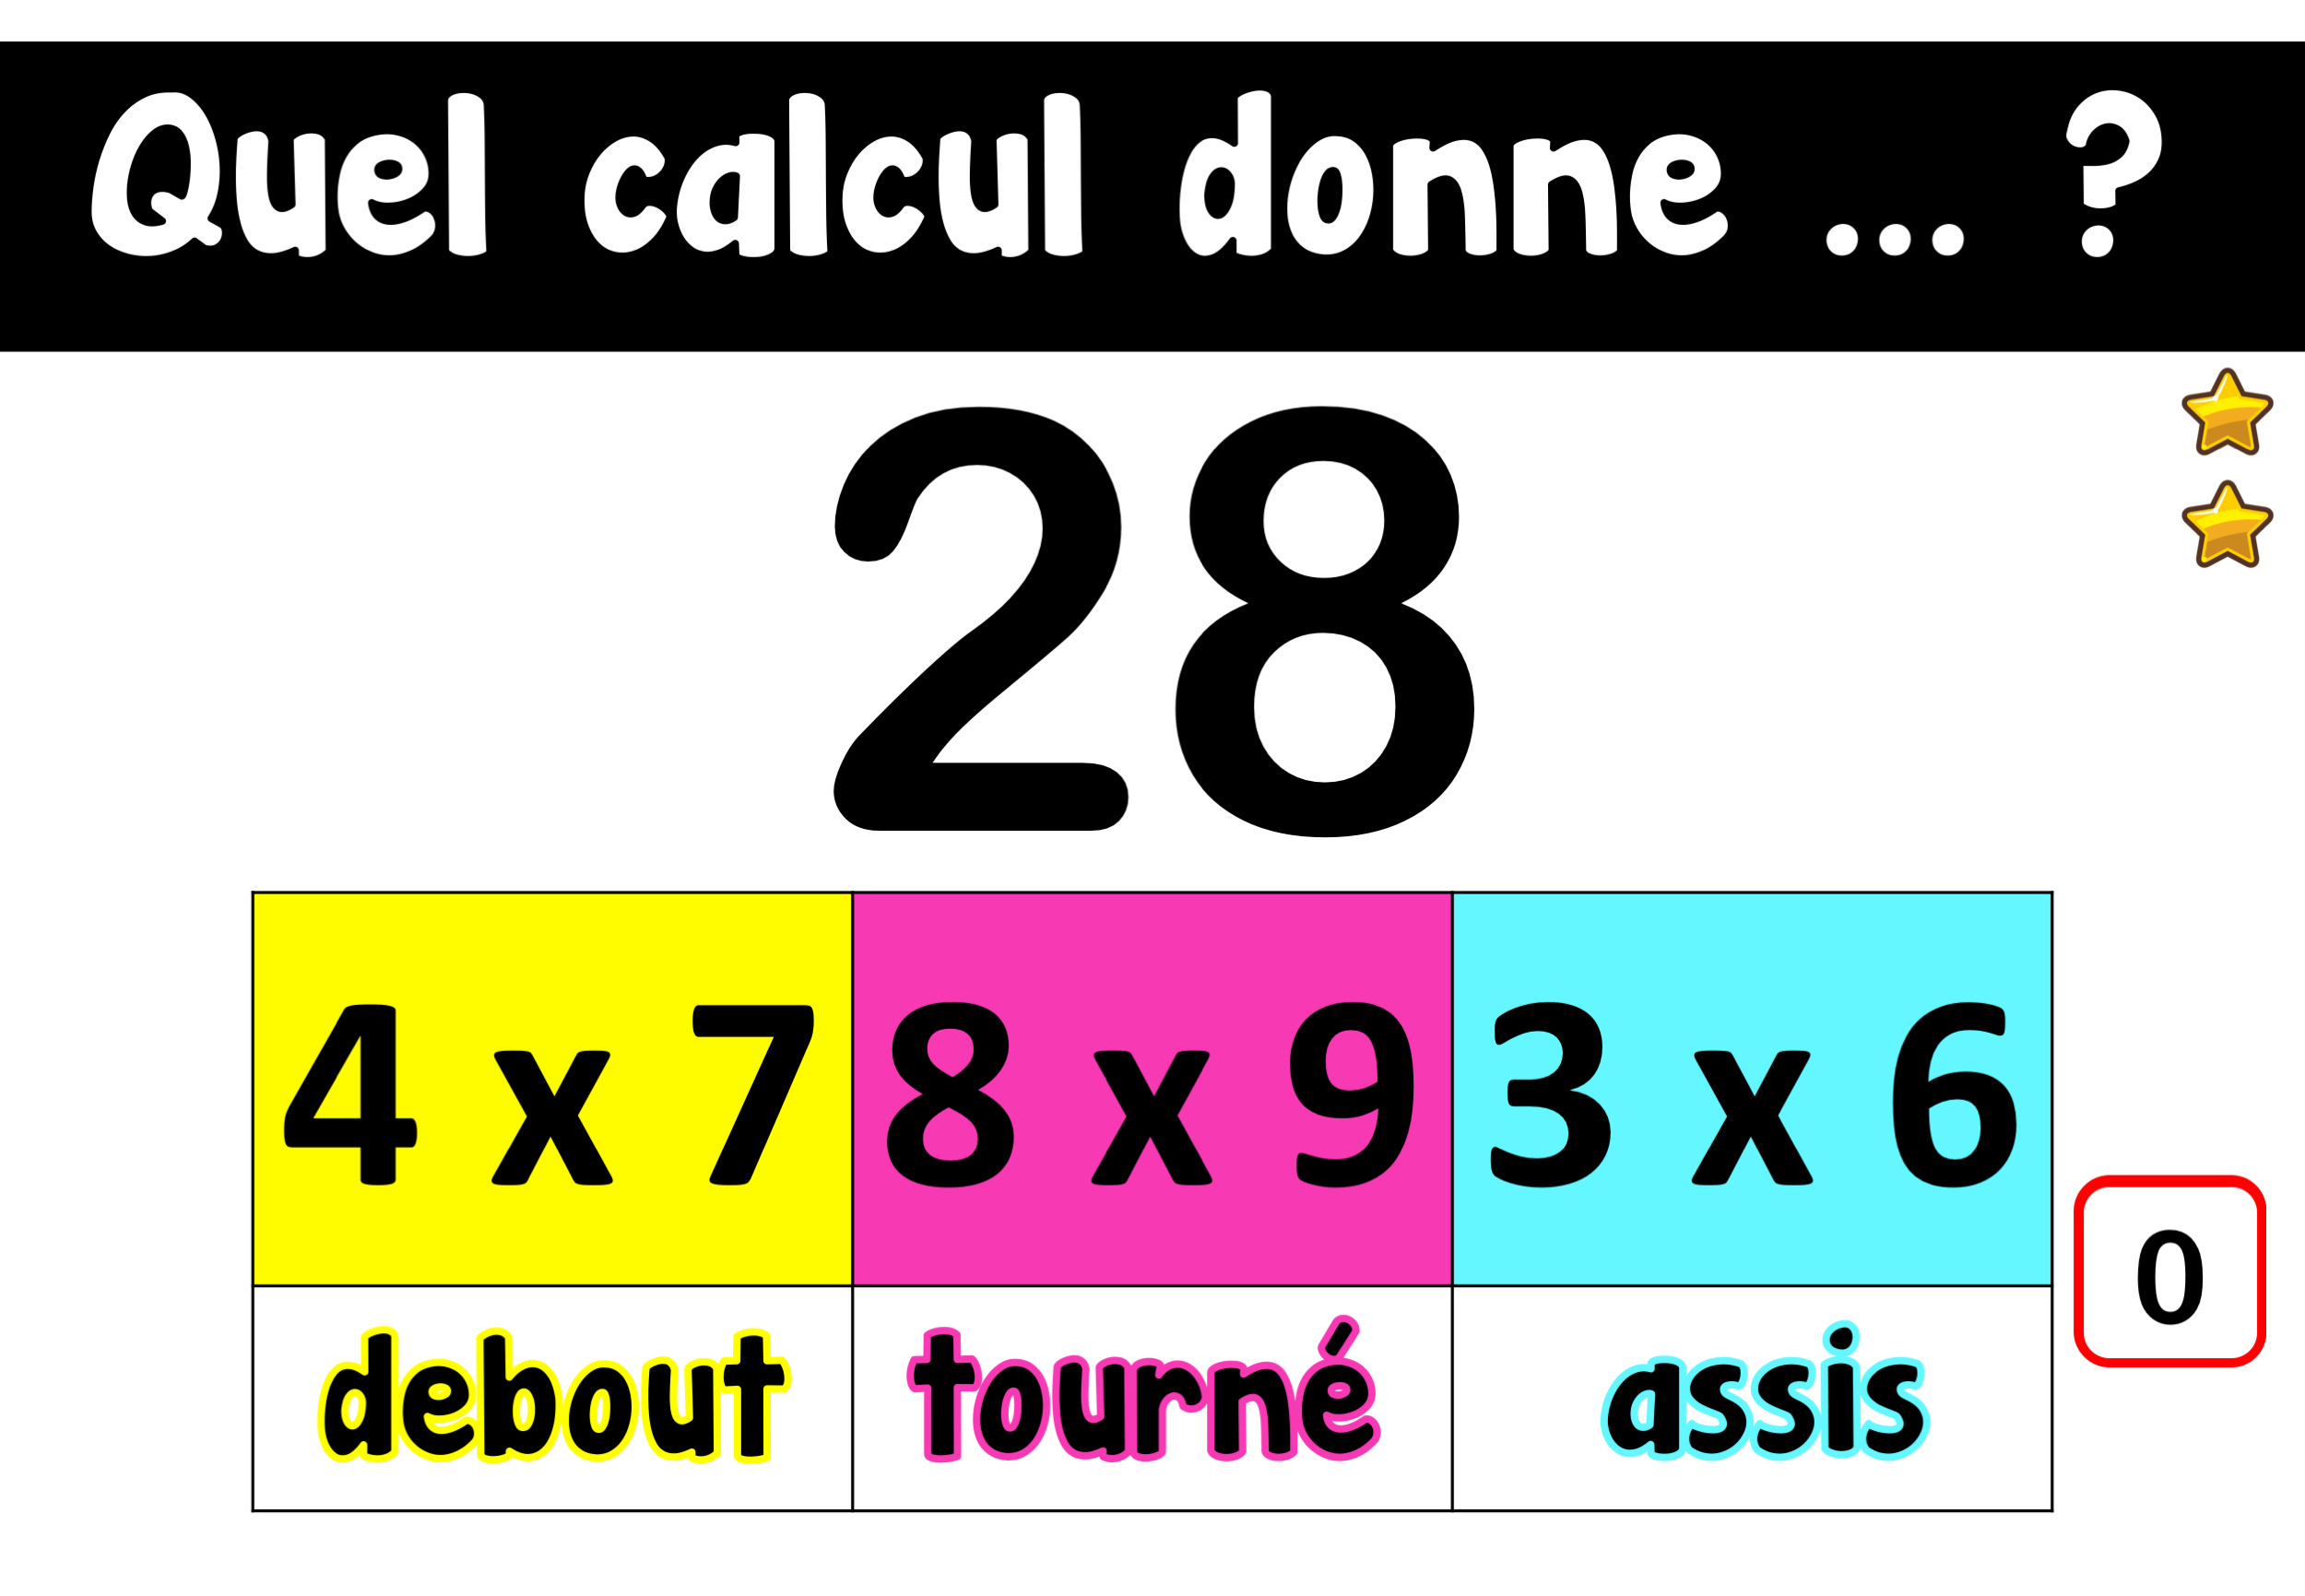 Quel calcul donne ... ?
28
4 x 7 8 x 9 3 x 6
0
debout tourné assis